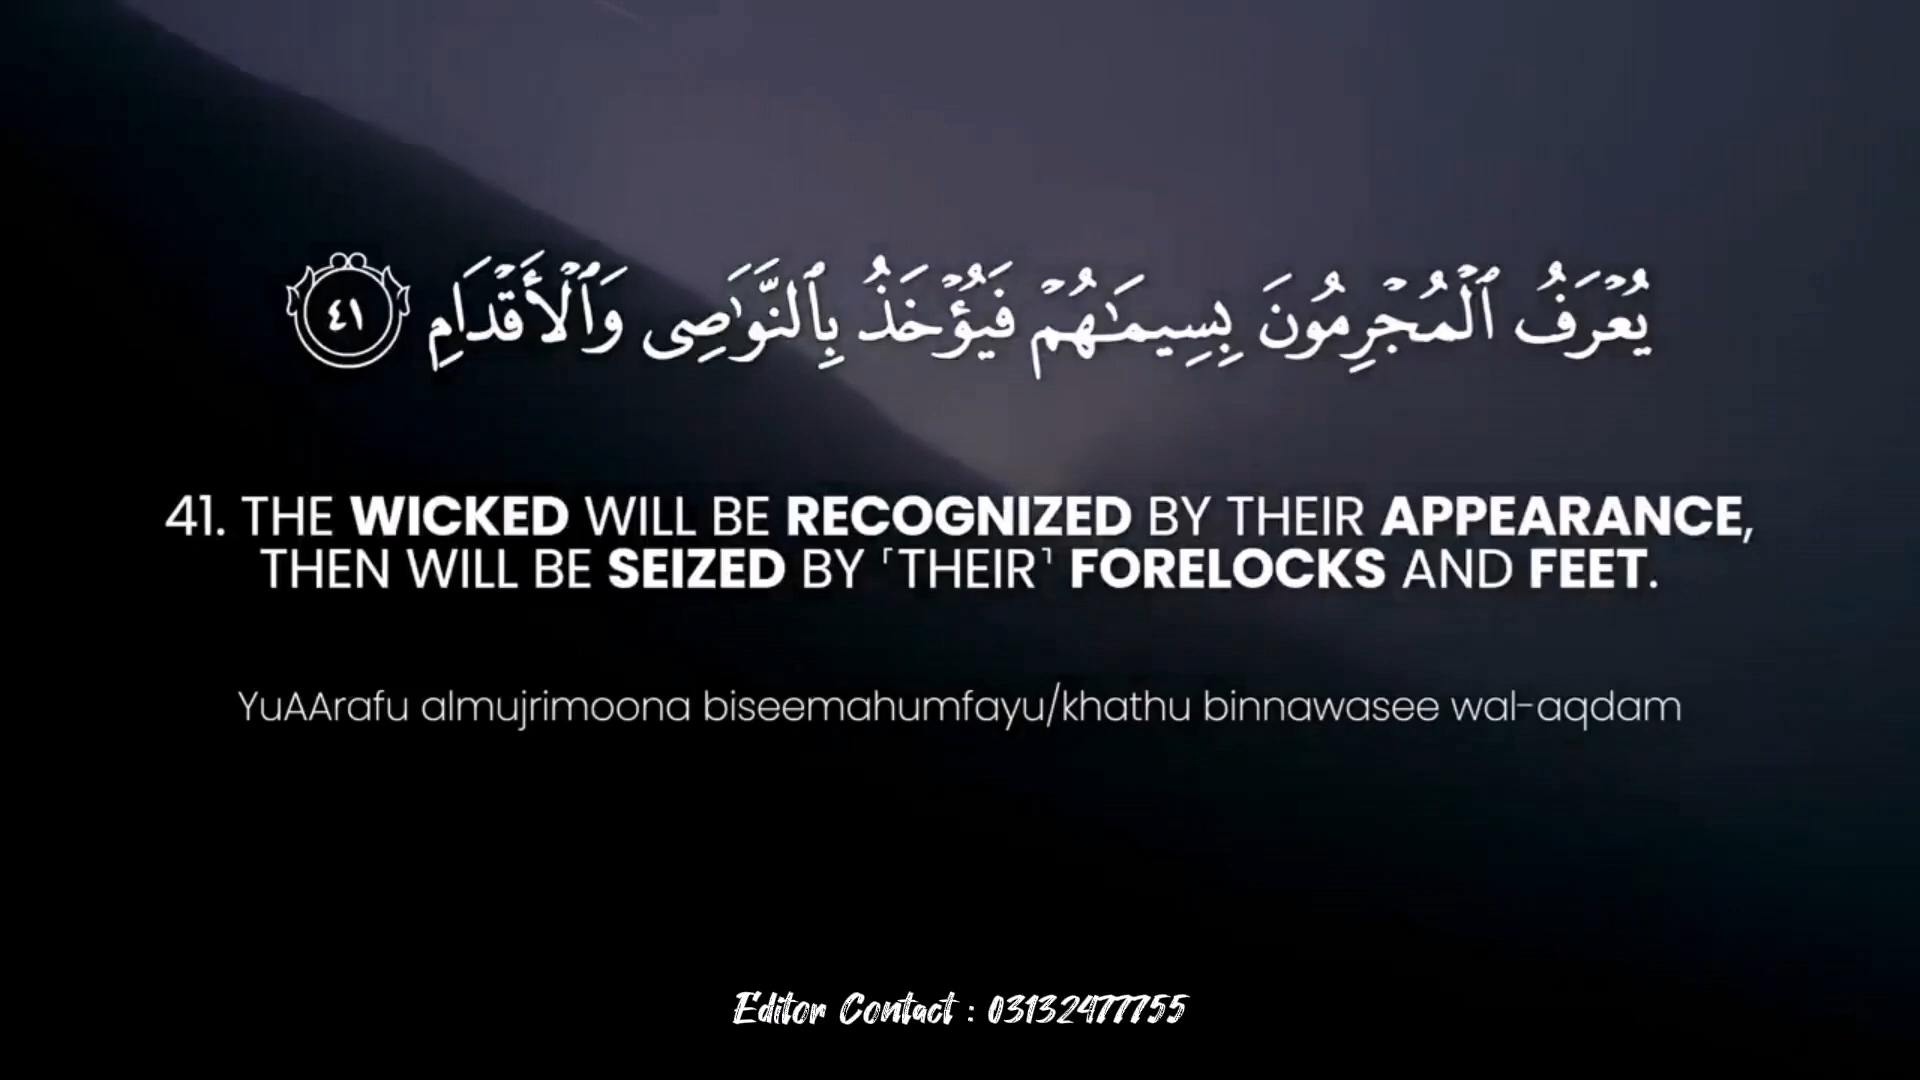 يُعۡرَفُ ٱلۡمُجۡرِمُونَ بِسِيمَـٰهُمۡ فَيُؤۡخَذُ بِٱلنَّوَٰصِى وَٱلۡأَقۡدَامِ ٤١
41. THE WICKED WILL BE RECOGNIZED BY THEIR APPEARANCE,
THEN WILL BE SEIZED BY ˹THEIR˺ FORELOCKS AND FEET.
YuAArafu almujrimoona biseemahumfayu/khathu binnawasee wal-aqdam
Editor Contact : 03132477755